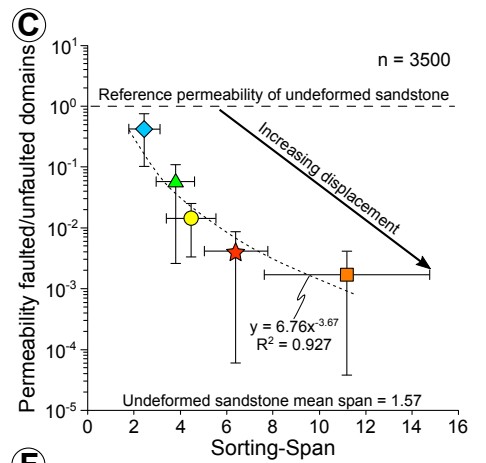 C
n = 3500
Reference permeability of undeformed sandstone
Increasing displacement
y = 6.76x^-3.67
R² = 0.927
Undeformed sandstone mean span = 1.57
Permeability faulted/unfaulted domains
10¹
10⁰
10⁻¹
10⁻²
10⁻³
10⁻⁴
10⁻⁵
0 2 4 6 8 10 12 14 16
Sorting-Span